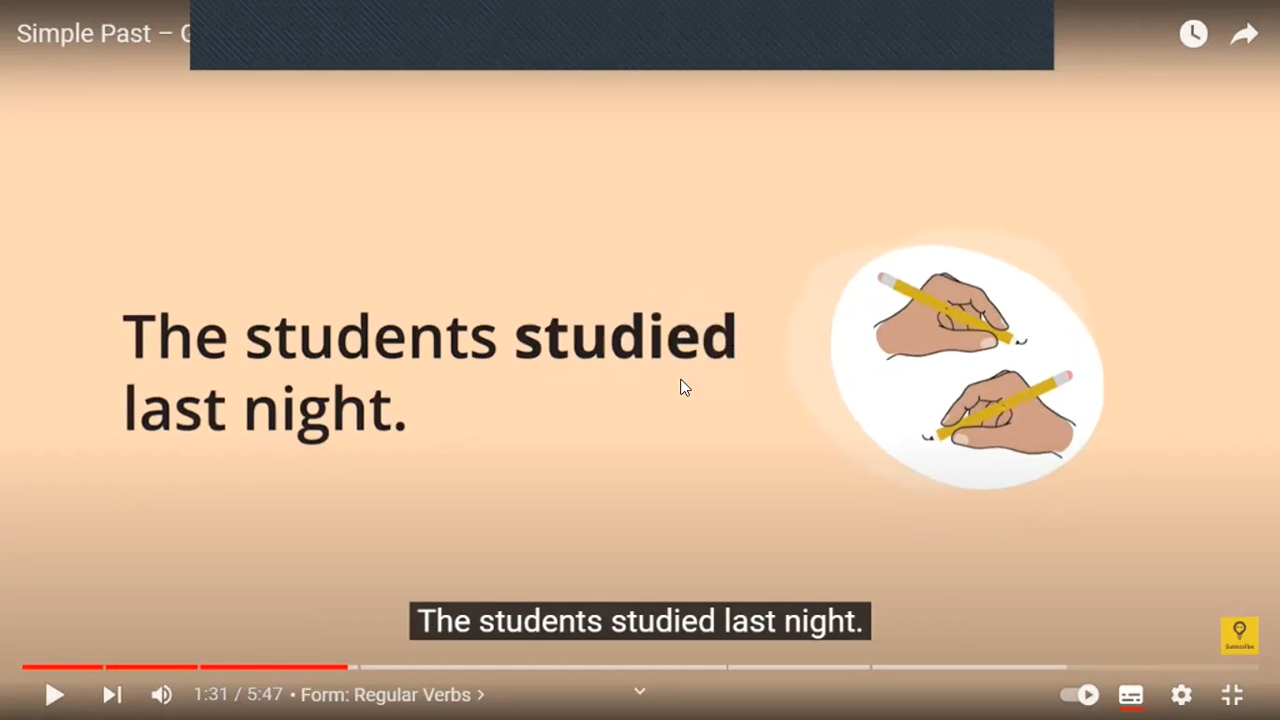 Simple Past –
The students studied
last night.
The students studied last night.
Subscribe
1:31 / 5:47 • Form: Regular Verbs >